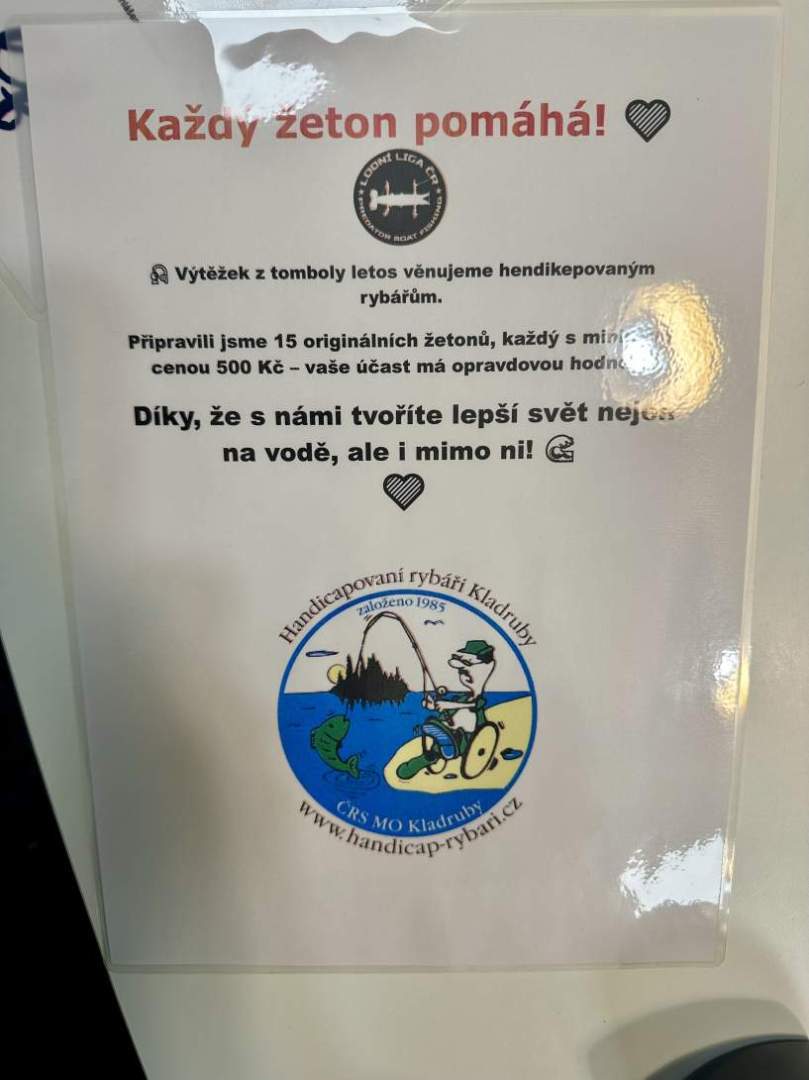 Každý žeton pomáhá!
LODNÍ LIGA ČR
PREDATOR BOAT FISHING
Výtěžek z tomboly letos věnujeme hendikepovaným
rybářům.
Připravili jsme 15 originálních žetonů, každý s
cenou 500 Kč – vaše účast má opravdovou
Díky, že s námi tvoříte lepší svět nejen
na vodě, ale i mimo ni!
Handicapovaní rybáři Kladruby
založeno 1985
ČRS MO Kladruby
www.handicap-rybari.cz